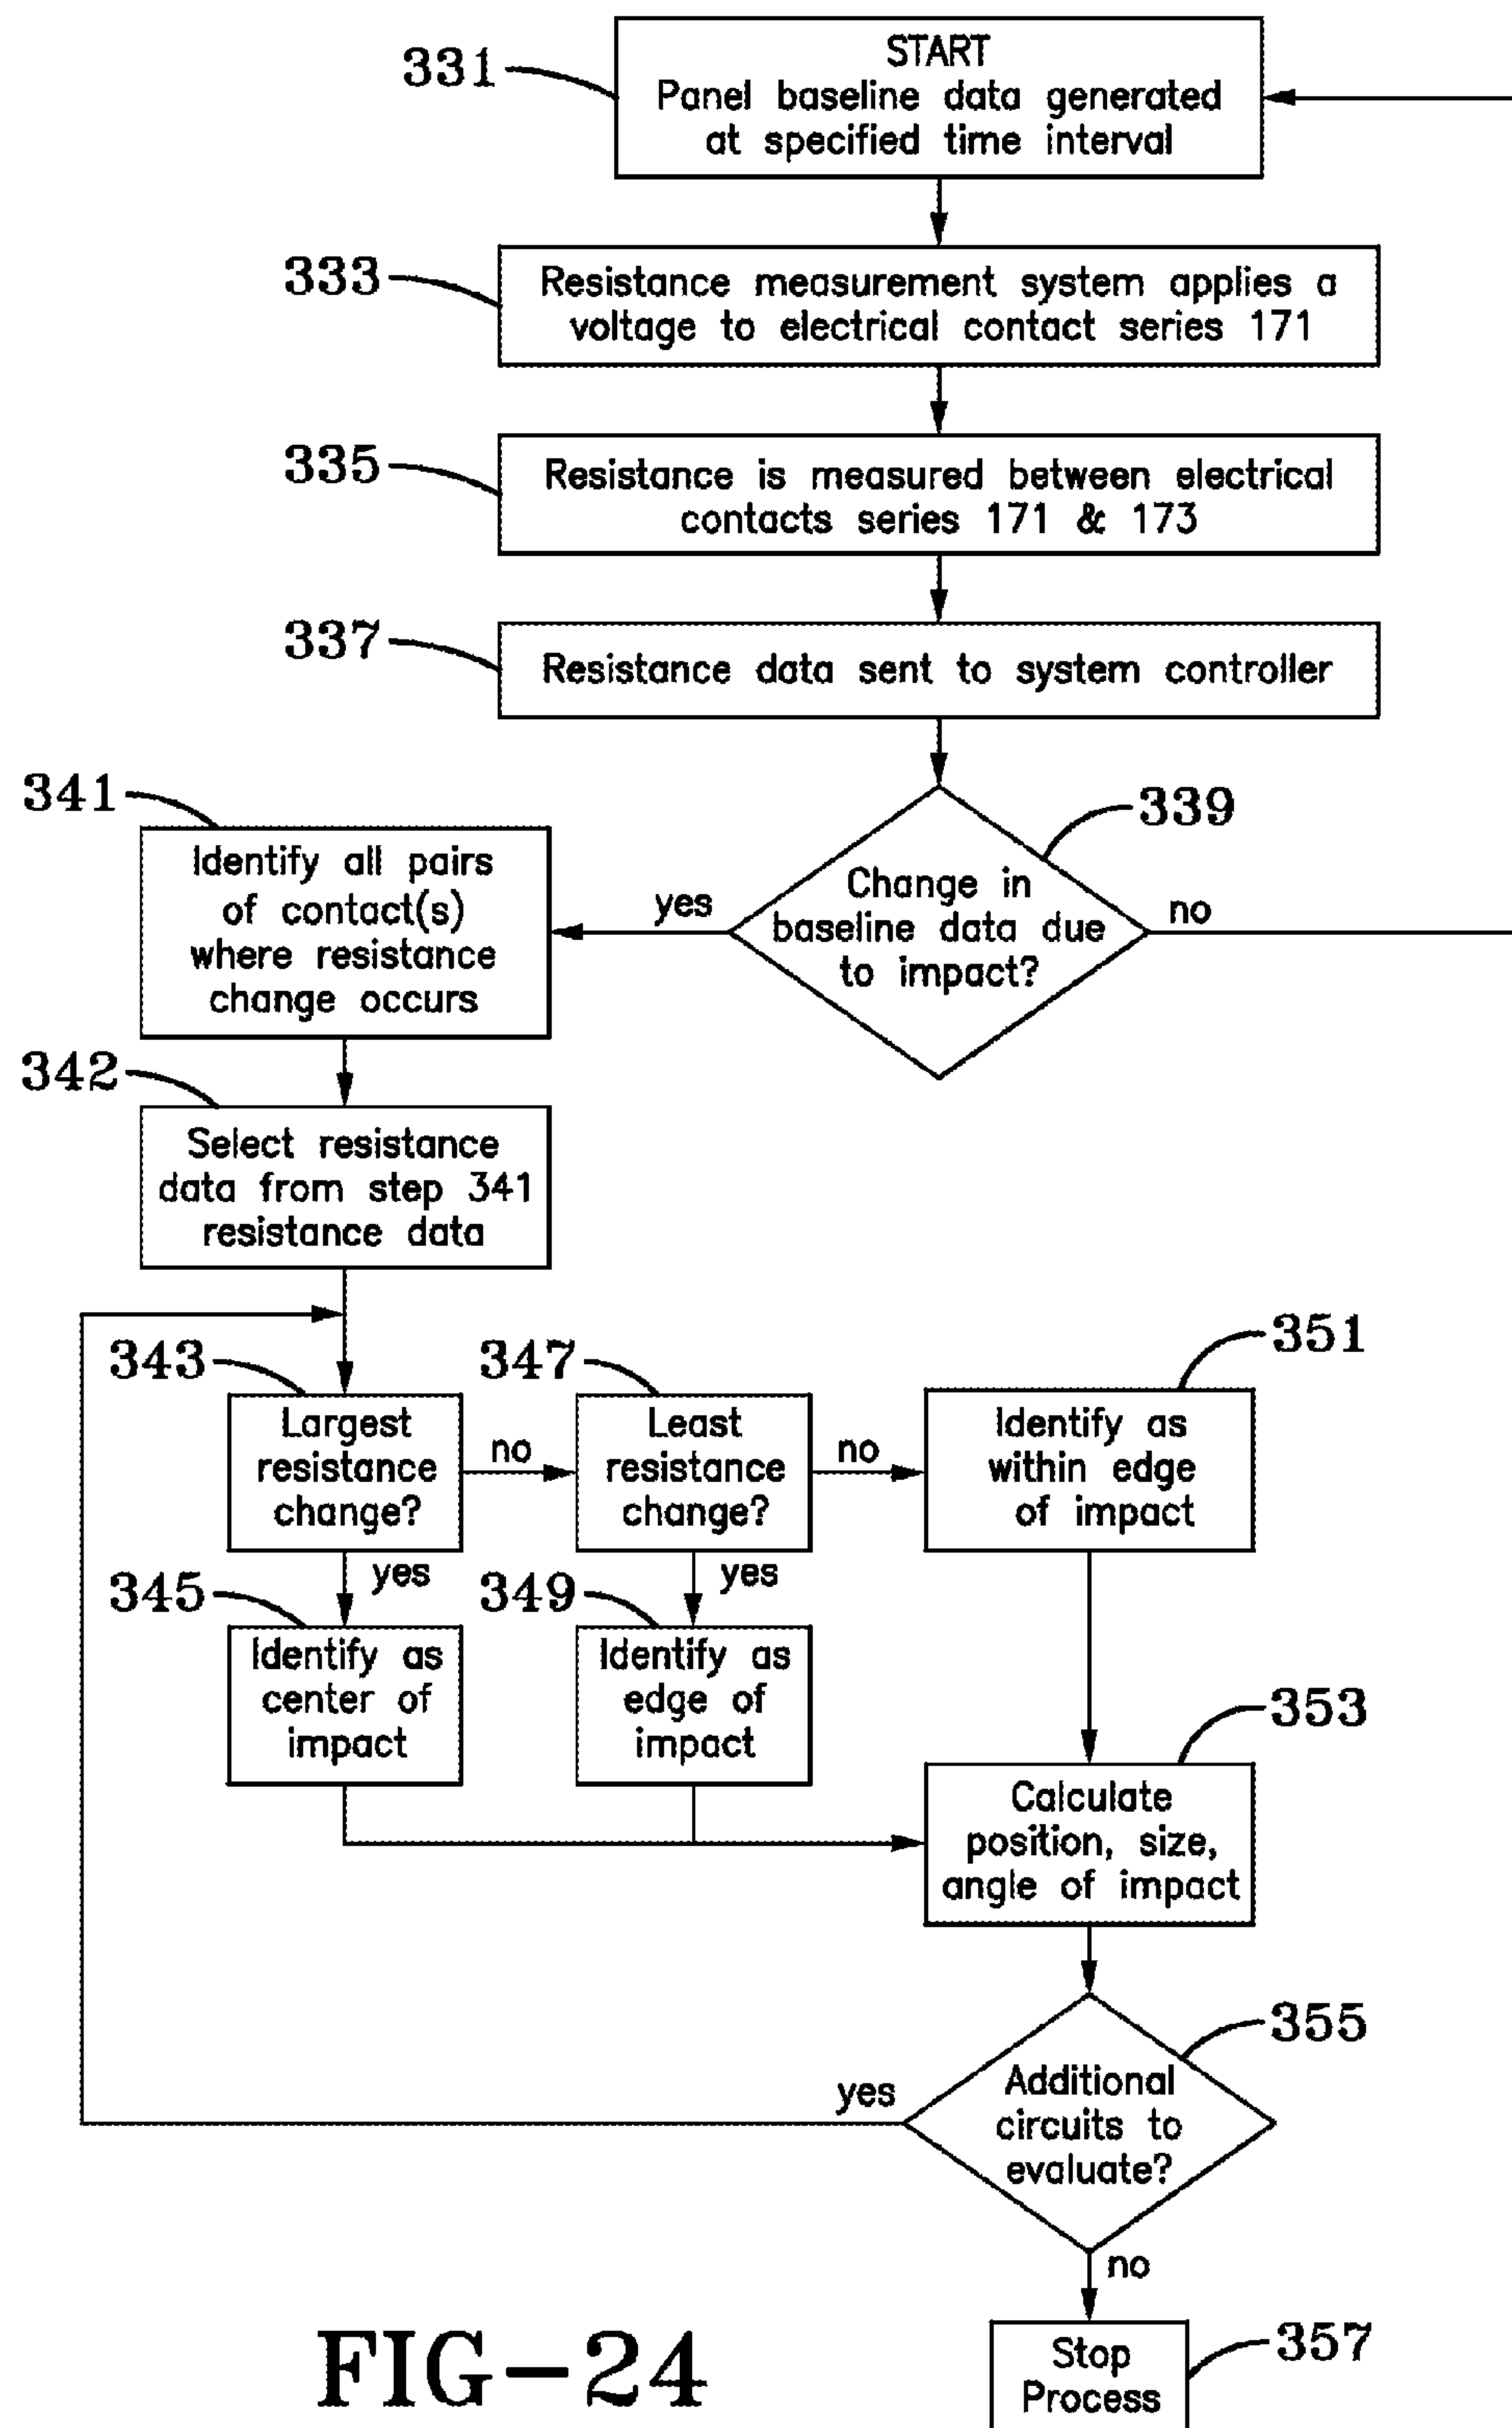 331
START
Panel baseline data generated
at specified time interval
333
Resistance measurement system applies a
voltage to electrical contact series 171
335
Resistance is measured between electrical
contacts series 171 & 173
337
Resistance data sent to system controller
341
339
Identify all pairs
of contact(s)
where resistance
change occurs
yes
Change in
baseline data due
to impact?
no
342
Select resistance
data from step 341
resistance data
343
Largest
resistance
change?
no
347
Least
resistance
change?
no
351
Identify as
within edge
of impact
yes
yes
345
Identify as
center of
impact
349
Identify as
edge of
impact
353
Calculate
position, size,
angle of impact
355
yes
Additional
circuits to
evaluate?
no
357
Stop
Process
FIG-24